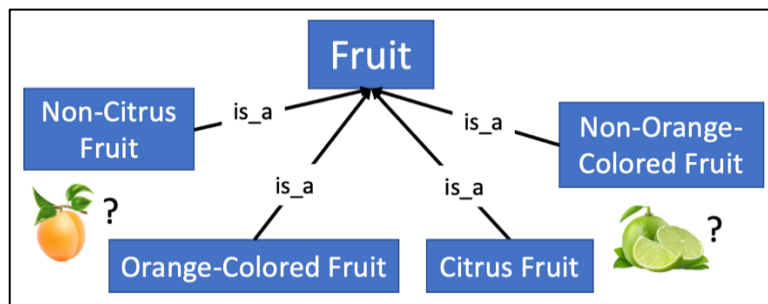 Fruit
Non-Citrus
Fruit
is_a
is_a
Non-Orange-
Colored Fruit
is_a
is_a
?
?
Orange-Colored Fruit
Citrus Fruit